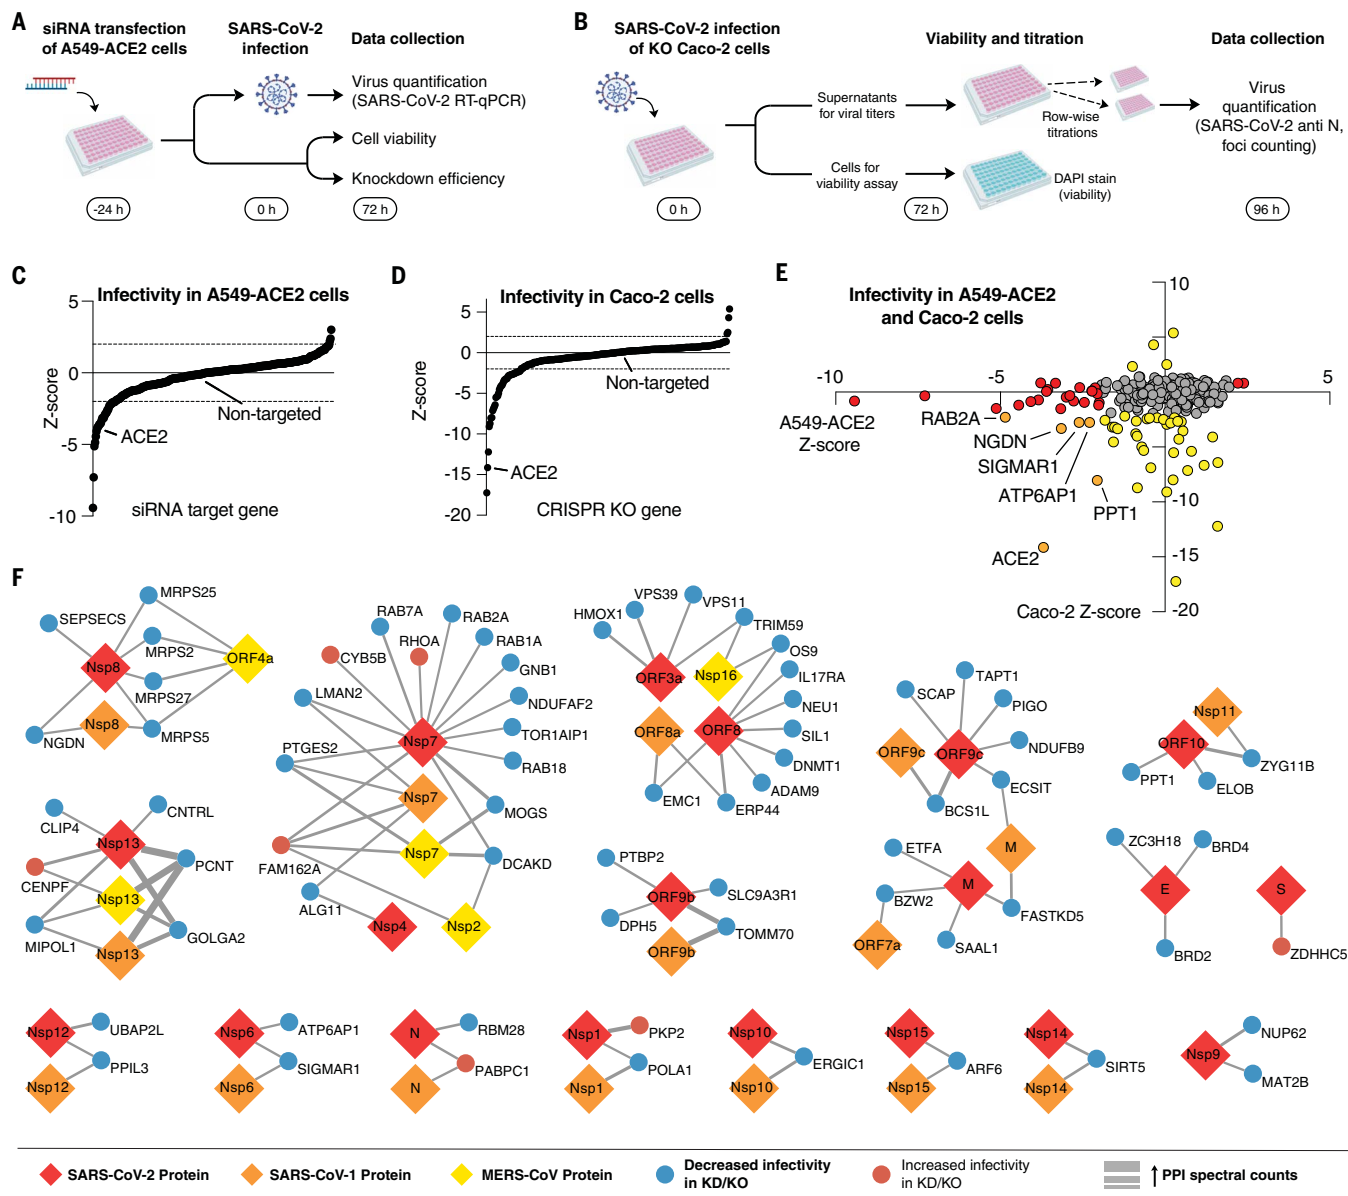 A
siRNA transfection
of A549-ACE2 cells
SARS-CoV-2
infection
Data collection
Virus quantification
(SARS-CoV-2 RT-qPCR)
Cell viability
Knockdown efficiency
-24 h
0 h
72 h
B
SARS-CoV-2 infection
of KO Caco-2 cells
Viability and titration
Data collection
Supernatants
for viral titers
Row-wise
titrations
Virus
quantification
(SARS-CoV-2 anti N,
foci counting)
Cells for
viability assay
DAPI stain
(viability)
0 h
72 h
96 h
C
Infectivity in A549-ACE2 cells
Z-score
5
0
-5
-10
Non-targeted
ACE2
siRNA target gene
D
Infectivity in Caco-2 cells
Z-score
5
0
-5
-10
-15
-20
Non-targeted
ACE2
CRISPR KO gene
E
Infectivity in A549-ACE2
and Caco-2 cells
10
-10
-5
5
A549-ACE2
Z-score
RAB2A
NGDN
SIGMAR1
ATP6AP1
PPT1
ACE2
-10
-15
-20
Caco-2 Z-score
F
SEPSECS
MRPS25
MRPS2
ORF4a
Nsp8
MRPS27
Nsp8
NGDN
MRPS5
RAB7A
RAB2A
CYB5B
RHOA
RAB1A
GNB1
LMAN2
NDUFAF2
TOR1AIP1
PTGES2
Nsp7
RAB18
Nsp7
MOGS
Nsp7
FAM162A
DCAKD
ALG11
Nsp4
Nsp2
HMOX1
VPS39
VPS11
TRIM59
OS9
ORF3a
Nsp16
IL17RA
NEU1
ORF8a
ORF8
SIL1
DNMT1
ADAM9
EMC1
ERP44
SCAP
TAPT1
PIGO
ORF9c
ORF9c
NDUFB9
ECSIT
BCS1L
Nsp11
ORF10
ZYG11B
PPT1
ELOB
CLIP4
CNTRL
Nsp13
PCNT
CENPF
Nsp13
MIPOL1
GOLGA2
Nsp13
PTBP2
ORF9b
SLC9A3R1
DPH5
TOMM70
ORF9b
ETFA
M
M
BZW2
FASTKD5
ORF7a
SAAL1
ZC3H18
BRD4
E
BRD2
S
ZDHHC5
Nsp12
UBAP2L
PPIL3
Nsp12
Nsp6
ATP6AP1
SIGMAR1
Nsp6
N
RBM28
PABPC1
N
Nsp1
PKP2
POLA1
Nsp1
Nsp10
ERGIC1
Nsp10
Nsp15
ARF6
Nsp15
Nsp14
SIRT5
Nsp14
Nsp9
NUP62
MAT2B
SARS-CoV-2 Protein
SARS-CoV-1 Protein
MERS-CoV Protein
Decreased infectivity
in KD/KO
Increased infectivity
in KD/KO
PPI spectral counts